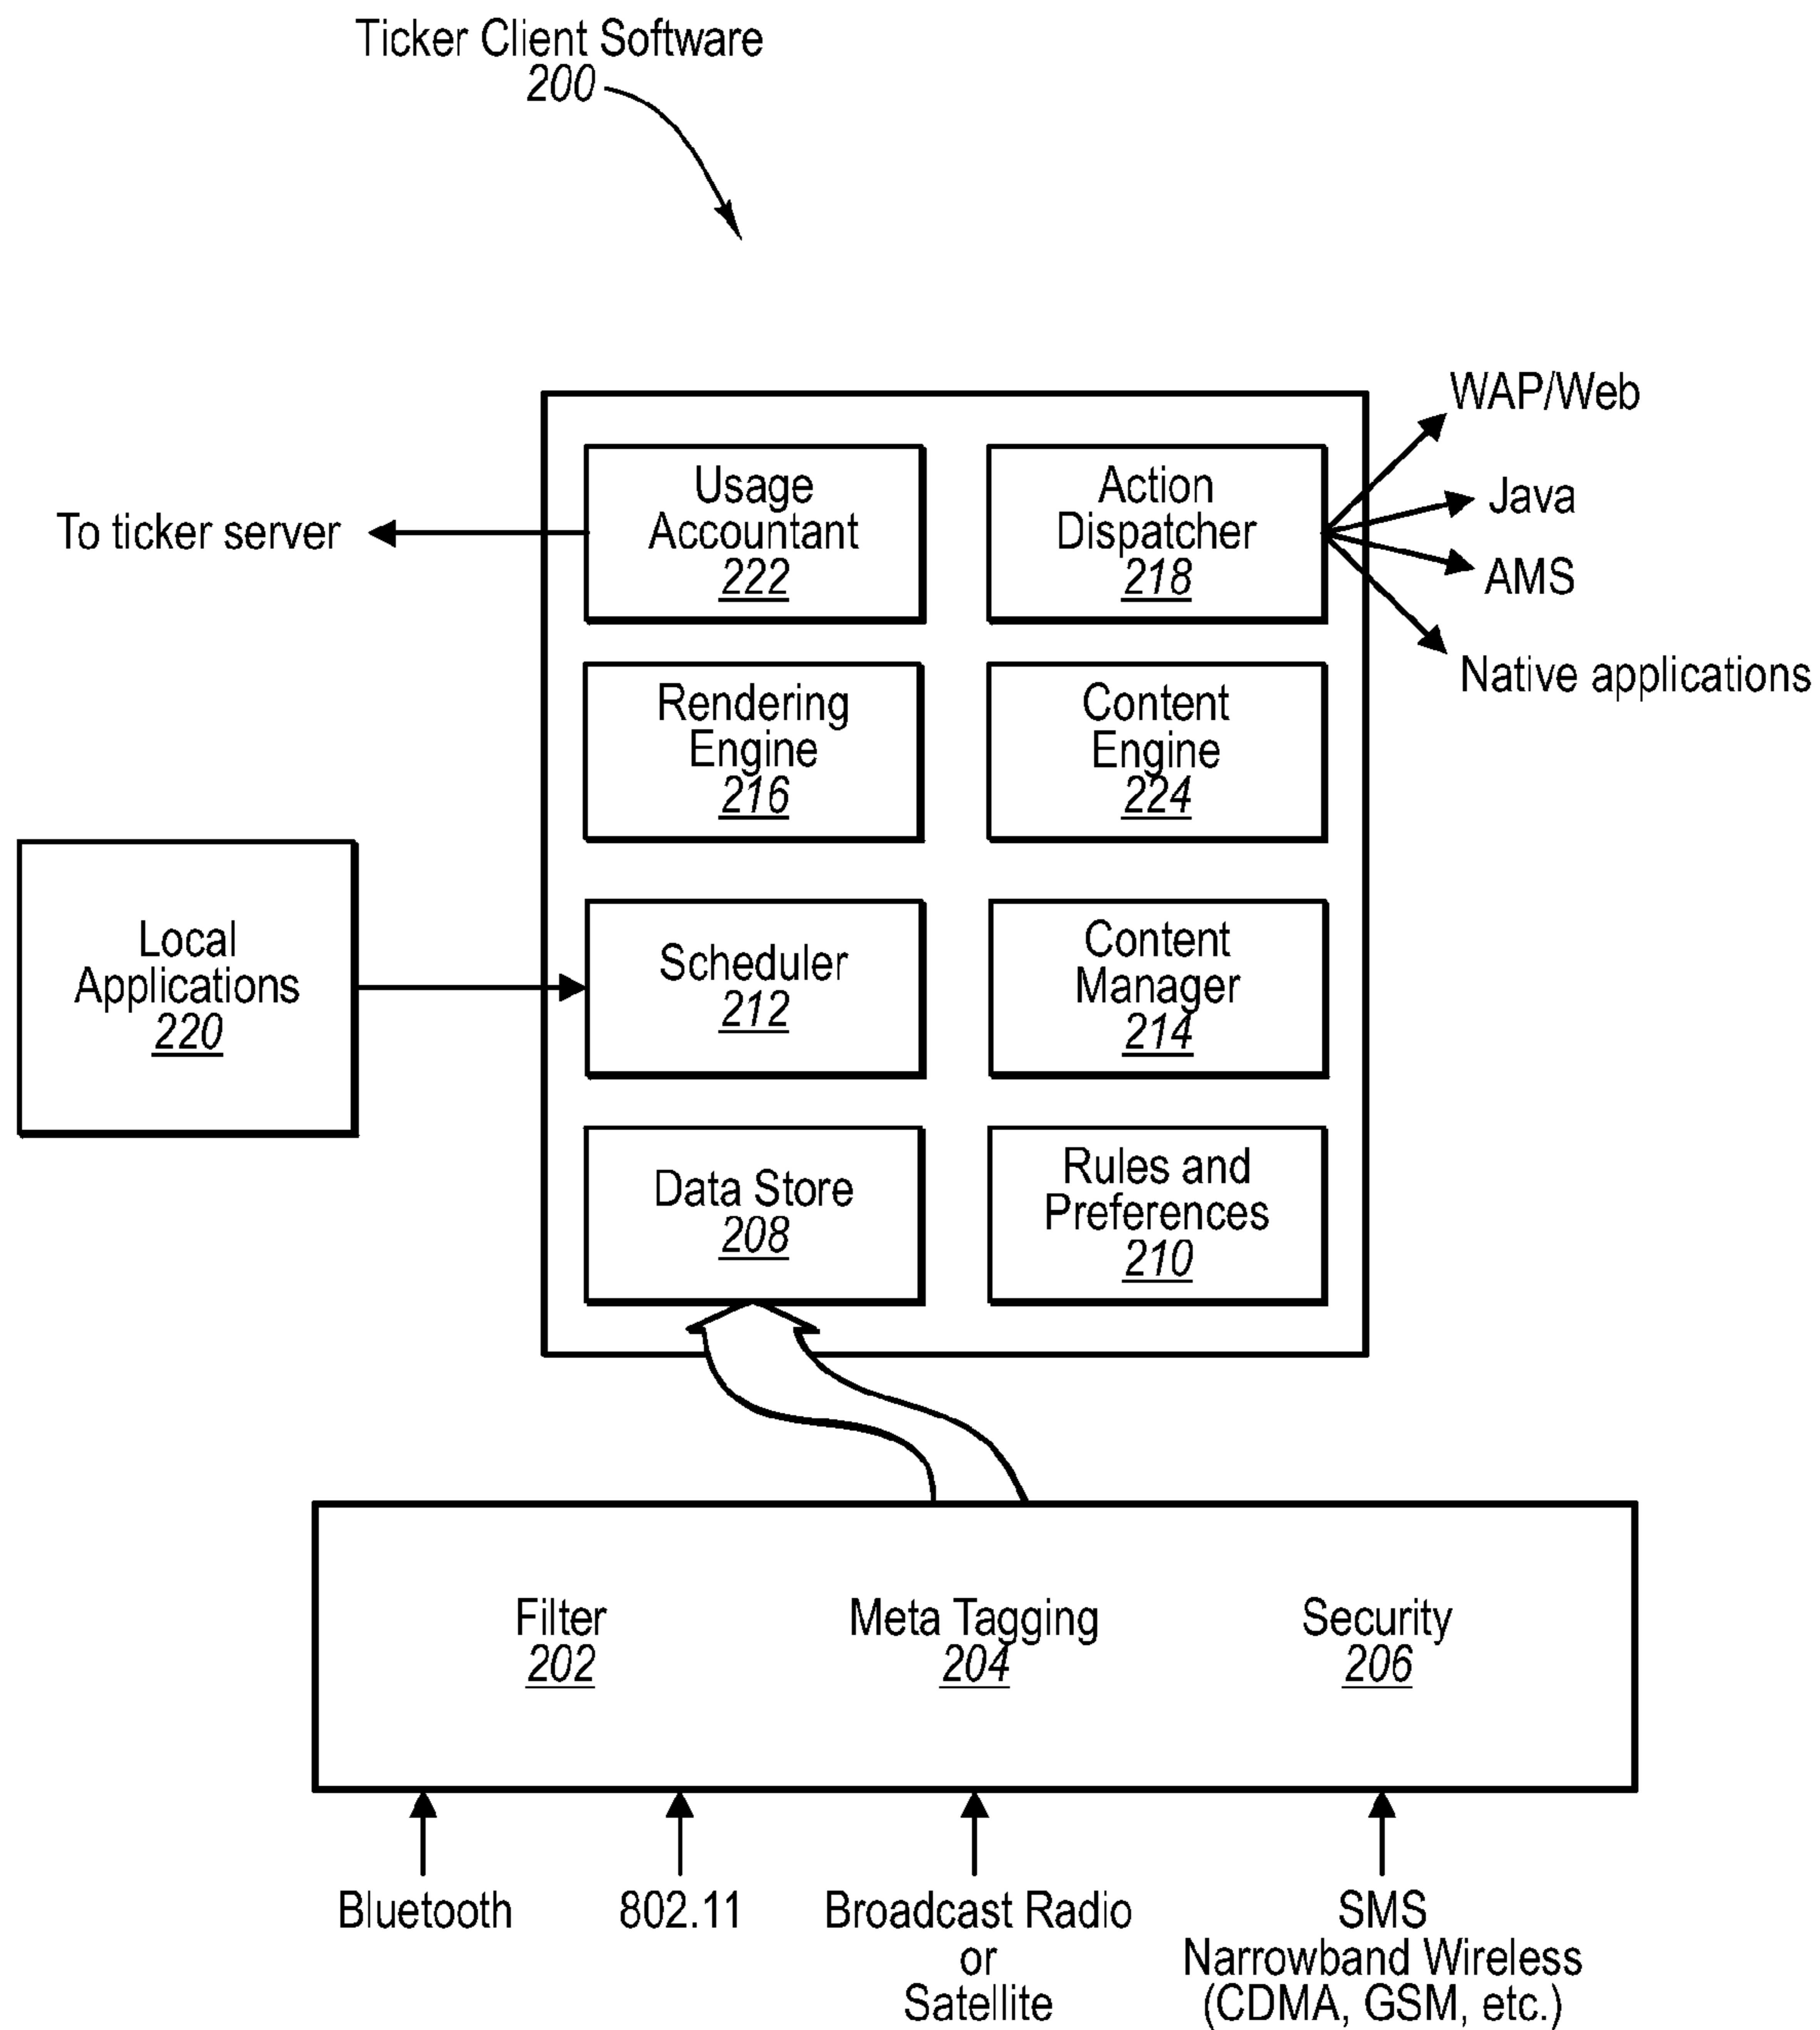 Ticker Client Software
200
WAP/Web
Java
AMS
Native applications
To ticker server
Usage
Accountant
222
Action
Dispatcher
218
Rendering
Engine
216
Content
Engine
224
Local
Applications
220
Scheduler
212
Content
Manager
214
Data Store
208
Rules and
Preferences
210
Filter
202
Meta Tagging
204
Security
206
Bluetooth
802.11
Broadcast Radio
or
Satellite
SMS
Narrowband Wireless
(CDMA, GSM, etc.)